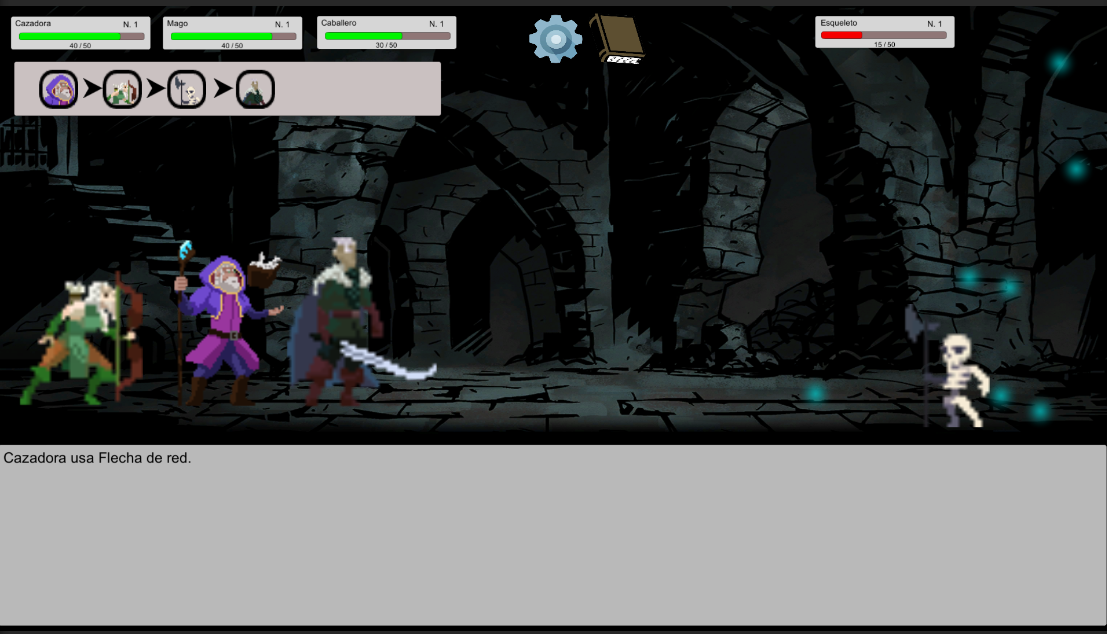 Cazadora N. 1
40 / 50
Mago N. 1
40 / 50
Caballero N. 1
30 / 50
Esqueleto N. 1
15 / 50
Cazadora usa Flecha de red.